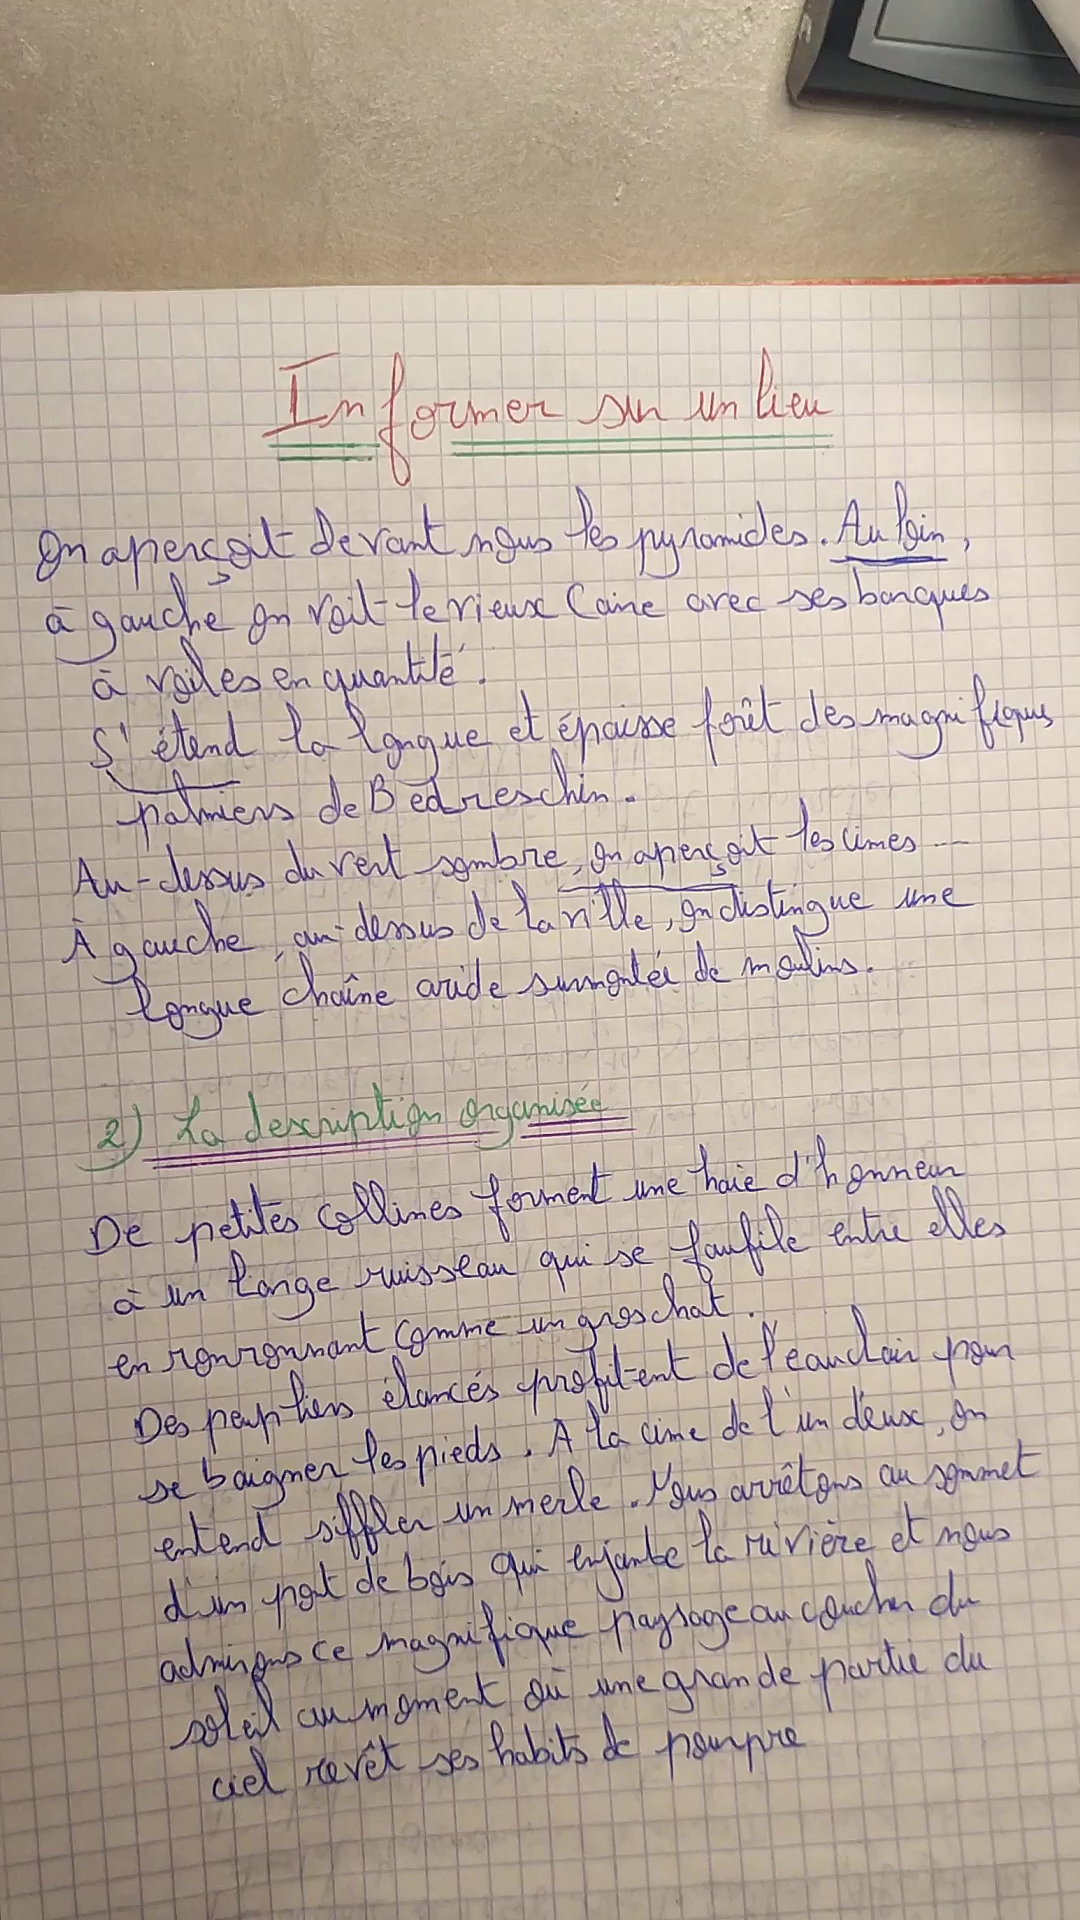 Informer sur un lieu
On aperçoit devant nous les pyramides. Au loin,
à gauche on voit le vieux Caire avec ses barques
à voiles en quantité.
S'étend la longue et épaisse forêt des magnifiques
palmiers de Bedreschin.
Au-dessus du vert sombre, on aperçoit les cimes ...
À gauche, au-dessus de la ville, on distingue une
longue chaîne aride surmontée de moulins.
2) La description organisée
De petites collines forment une haie d'honneur
à un large ruisseau qui se faufile entre elles
en ronronnant comme un gros chat.
Des peupliers élancés profitent de l'eau clair pour
se baigner les pieds. A la cime de l'un deux, on
entend siffler un merle. Nous arrêtons au sommet
d'un pont de bois qui enjambe la rivière et nous
admirons ce magnifique paysage au coucher du
soleil au moment où une grande partie du
ciel revêt ses habits de pourpre